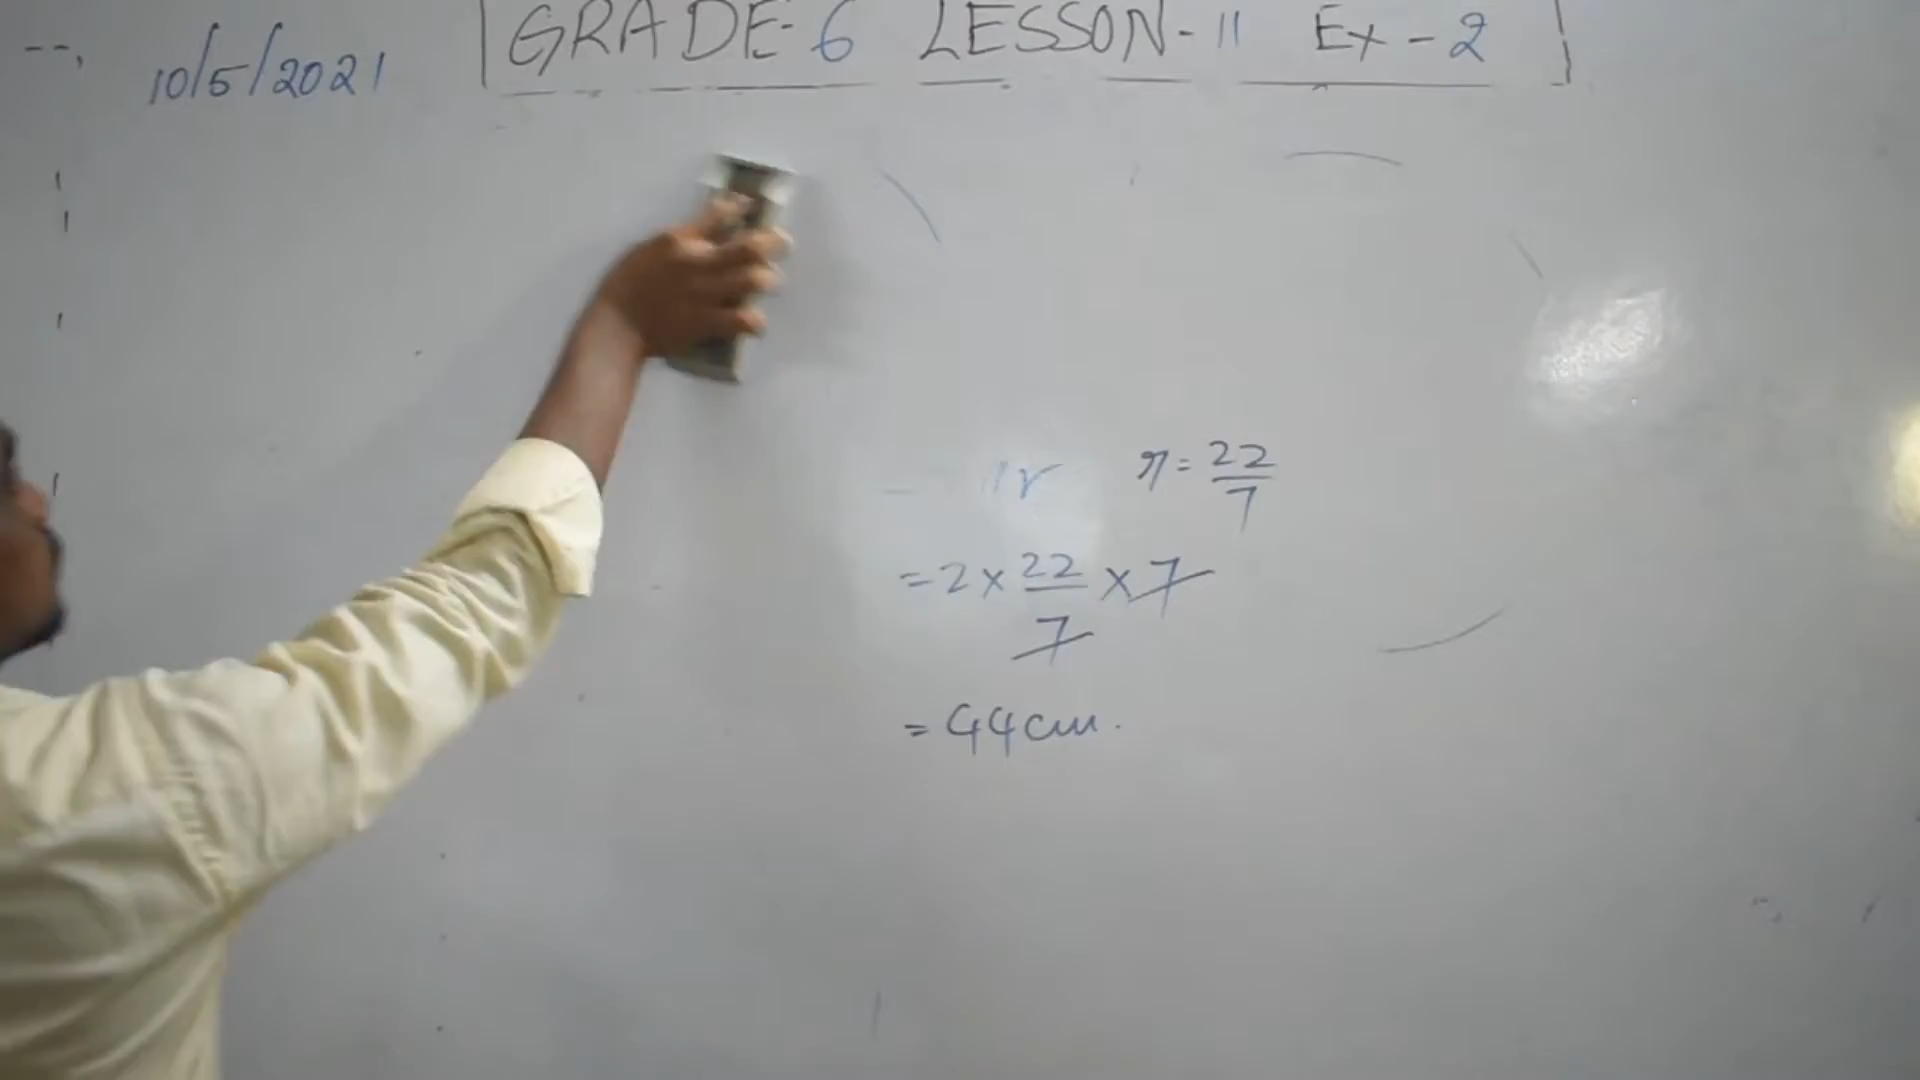 10/5/2021
GRADE-6 LESSON-11 Ex-2
r π = 22/7
= 2 × 22/7 × 7
= 44cm.